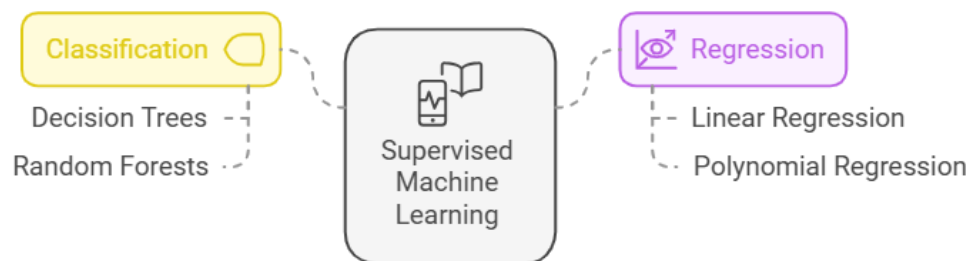 Classification
Decision Trees
Random Forests
Supervised
Machine
Learning
Regression
Linear Regression
Polynomial Regression